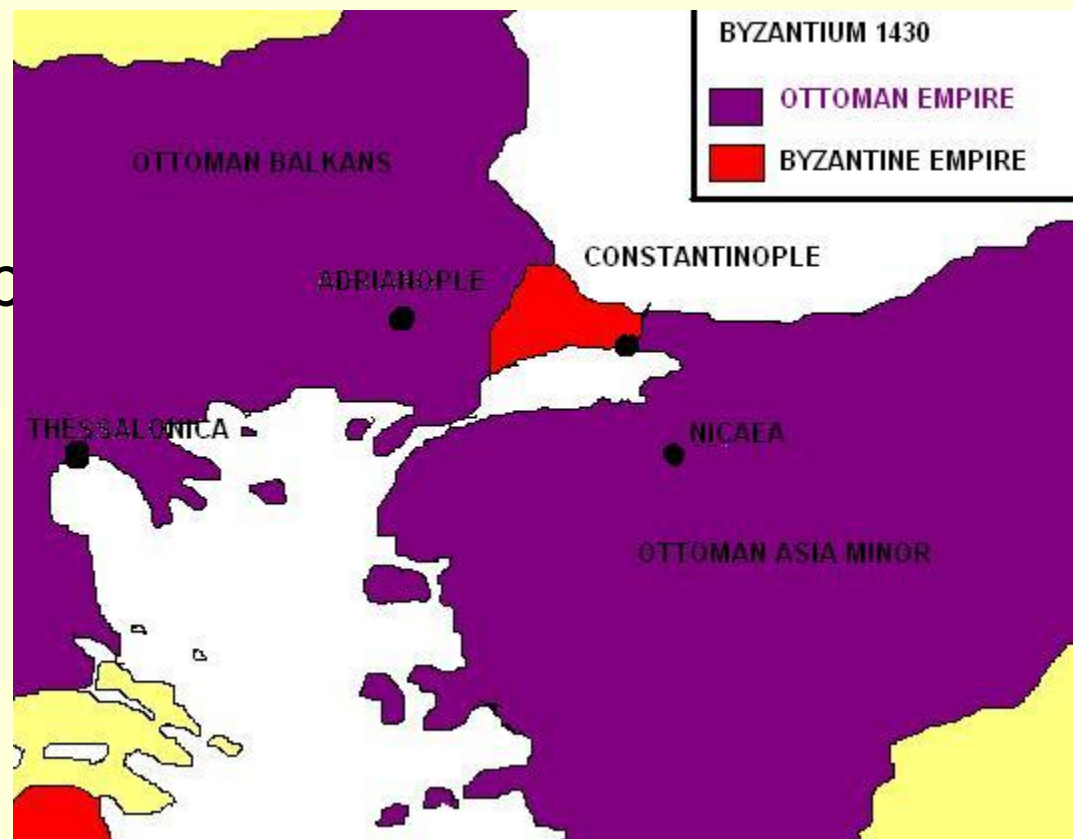 BYZANTIUM 1430
OTTOMAN EMPIRE
BYZANTINE EMPIRE
OTTOMAN BALKANS
CONSTANTINOPLE
ADRIANOPLE
THESSALONICA
NICAEA
OTTOMAN ASIA MINOR